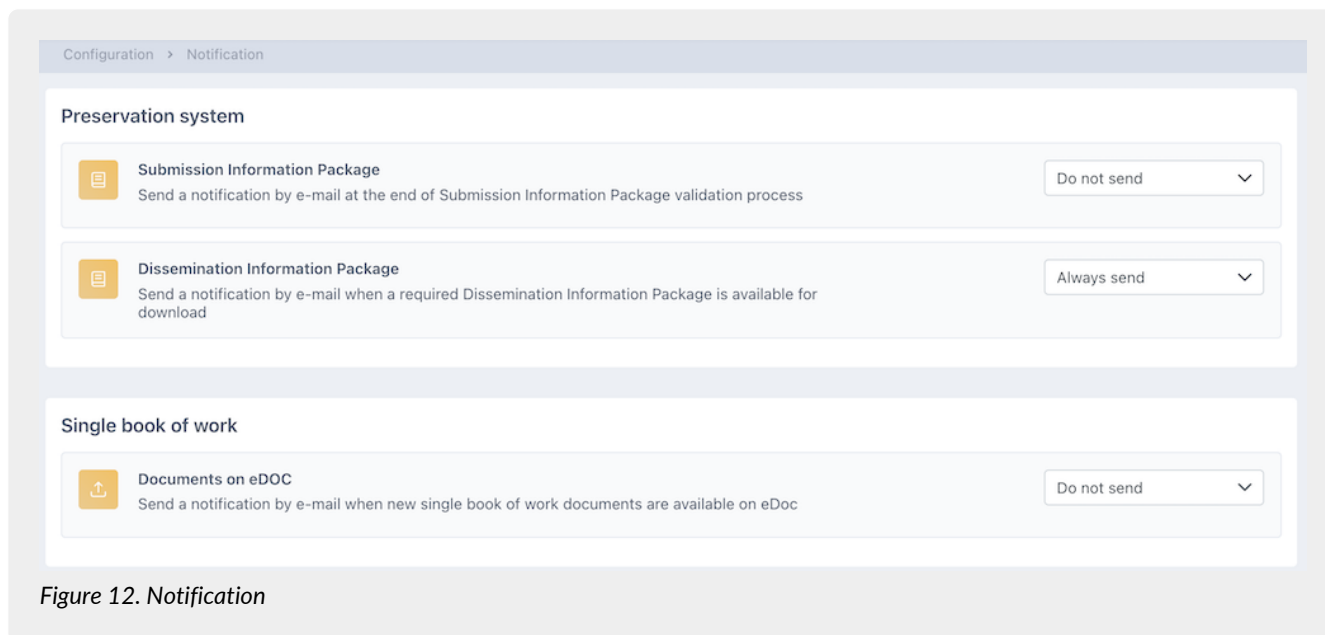 Configuration > Notification
Preservation system
Submission Information Package
Send a notification by e-mail at the end of Submission Information Package validation process
Do not send
Dissemination Information Package
Send a notification by e-mail when a required Dissemination Information Package is available for
download
Always send
Single book of work
Documents on eDOC
Send a notification by e-mail when new single book of work documents are available on eDoc
Do not send
Figure 12. Notification